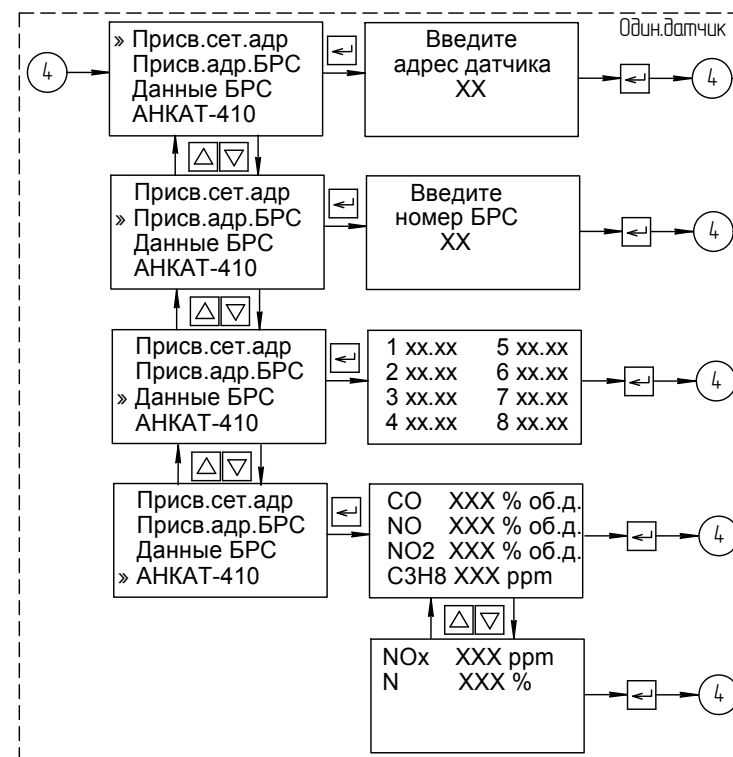 Один.датчик
4
» Присв.сет.адр
Присв.адр.БРС
Данные БРС
АНКАТ-410
Введите
адрес датчика
XX
4
Присв.сет.адр
» Присв.адр.БРС
Данные БРС
АНКАТ-410
Введите
номер БРС
XX
4
Присв.сет.адр
Присв.адр.БРС
» Данные БРС
АНКАТ-410
1 xx.xx 5 xx.xx
2 xx.xx 6 xx.xx
3 xx.xx 7 xx.xx
4 xx.xx 8 xx.xx
4
Присв.сет.адр
Присв.адр.БРС
Данные БРС
» АНКАТ-410
CO XXX % об.д.
NO XXX % об.д.
NO2 XXX % об.д.
C3H8 XXX ppm
4
NOx XXX ppm
N XXX %
4